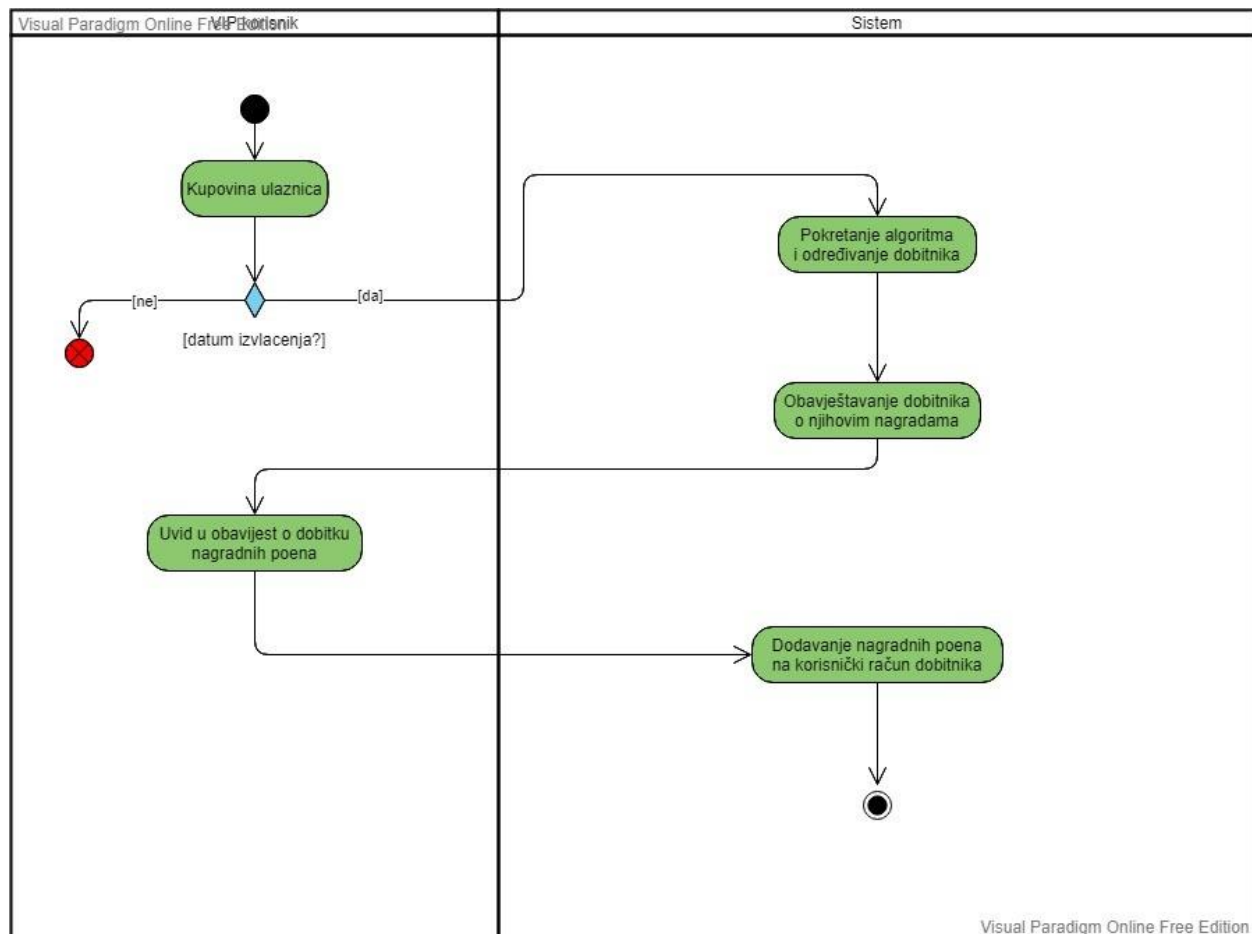 Visual Paradigm Online Free Edition
VIP korisnik
Sistem
Kupovina ulaznica
Pokretanje algoritma
i određivanje dobitnika
[ne]
[da]
[datum izvlacenja?]
Obavještavanje dobitnika
o njihovim nagradama
Uvid u obavijest o dobitku
nagradnih poena
Dodavanje nagradnih poena
na korisnički račun dobitnika
Visual Paradigm Online Free Edition